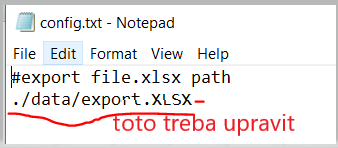 config.txt - Notepad
File Edit Format View Help
#export file.xlsx path
./data/export.XLSX
toto treba upravit